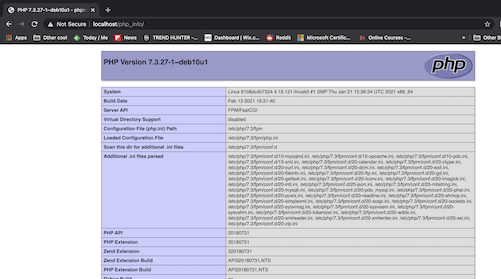 PHP 7.3.27-1~deb10u1 - phpi
Not Secure | localhost/php_info/
Apps Other cool Today / Me News TREND HUNTER -... Dashboard | Wix.c... Reddit Microsoft Certific... Online Courses -... » Other B
PHP Version 7.3.27-1~deb10u1
php
System Linux 4.19.121-linuxkit #1 SMP Thu Jan 21 15:36:34 UTC 2021 x86_64
Build Date Feb 13 2021 16:31:40
Server API FPM/FastCGI
Virtual Directory Support disabled
Configuration File (php.ini) Path /etc/php/7.3/fpm
Loaded Configuration File /etc/php/7.3/fpm/php.ini
Scan this dir for additional .ini files /etc/php/7.3/fpm/conf.d
Additional .ini files parsed /etc/php/7.3/fpm/conf.d/10-mysqlnd.ini, /etc/php/7.3/fpm/conf.d/10-opcache.ini, /etc/php/7.3/fpm/conf.d/10-pdo.ini,
/etc/php/7.3/fpm/conf.d/15-xml.ini, /etc/php/7.3/fpm/conf.d/20-calendar.ini, /etc/php/7.3/fpm/conf.d/20-ctype.ini,
/etc/php/7.3/fpm/conf.d/20-curl.ini, /etc/php/7.3/fpm/conf.d/20-dom.ini, /etc/php/7.3/fpm/conf.d/20-exif.ini,
/etc/php/7.3/fpm/conf.d/20-fileinfo.ini, /etc/php/7.3/fpm/conf.d/20-ftp.ini, /etc/php/7.3/fpm/conf.d/20-gd.ini,
/etc/php/7.3/fpm/conf.d/20-gettext.ini, /etc/php/7.3/fpm/conf.d/20-iconv.ini, /etc/php/7.3/fpm/conf.d/20-imagick.ini,
/etc/php/7.3/fpm/conf.d/20-intl.ini, /etc/php/7.3/fpm/conf.d/20-json.ini, /etc/php/7.3/fpm/conf.d/20-mbstring.ini,
/etc/php/7.3/fpm/conf.d/20-mysqli.ini, /etc/php/7.3/fpm/conf.d/20-pdo_mysql.ini, /etc/php/7.3/fpm/conf.d/20-phar.ini,
/etc/php/7.3/fpm/conf.d/20-posix.ini, /etc/php/7.3/fpm/conf.d/20-readline.ini, /etc/php/7.3/fpm/conf.d/20-shmop.ini,
/etc/php/7.3/fpm/conf.d/20-simplexml.ini, /etc/php/7.3/fpm/conf.d/20-soap.ini, /etc/php/7.3/fpm/conf.d/20-sockets.ini,
/etc/php/7.3/fpm/conf.d/20-sysvmsg.ini, /etc/php/7.3/fpm/conf.d/20-sysvsem.ini, /etc/php/7.3/fpm/conf.d/20-
sysvshm.ini, /etc/php/7.3/fpm/conf.d/20-tokenizer.ini, /etc/php/7.3/fpm/conf.d/20-wddx.ini,
/etc/php/7.3/fpm/conf.d/20-xmlreader.ini, /etc/php/7.3/fpm/conf.d/20-xmlwriter.ini, /etc/php/7.3/fpm/conf.d/20-xsl.ini,
/etc/php/7.3/fpm/conf.d/20-zip.ini
PHP API 20180731
PHP Extension 20180731
Zend Extension 320180731
Zend Extension Build API320180731,NTS
PHP Extension Build API20180731,NTS